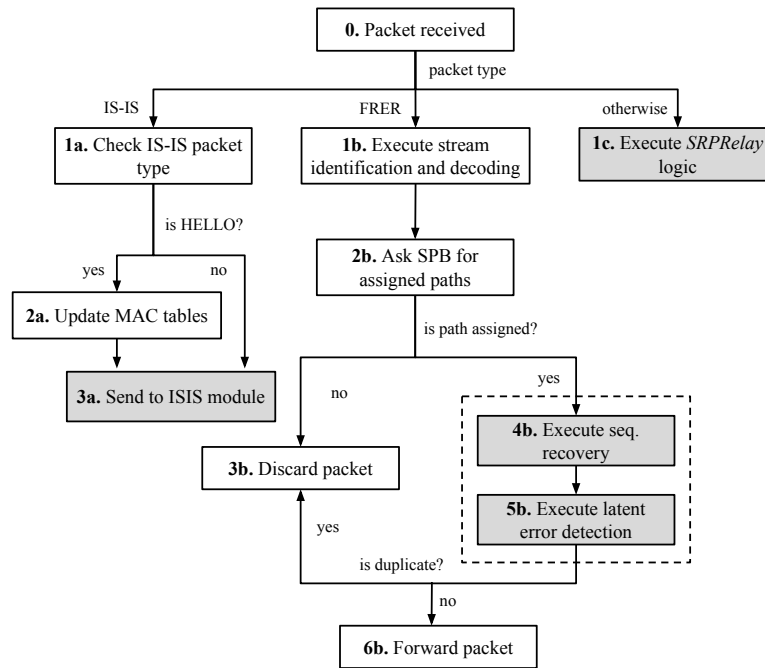 0. Packet received
packet type
IS-IS
FRER
otherwise
1a. Check IS-IS packet
type
1b. Execute stream
identification and decoding
1c. Execute SRPRelay
logic
is HELLO?
yes
no
2b. Ask SPB for
assigned paths
2a. Update MAC tables
is path assigned?
3a. Send to ISIS module
no
yes
4b. Execute seq.
recovery
3b. Discard packet
5b. Execute latent
error detection
yes
is duplicate?
no
6b. Forward packet